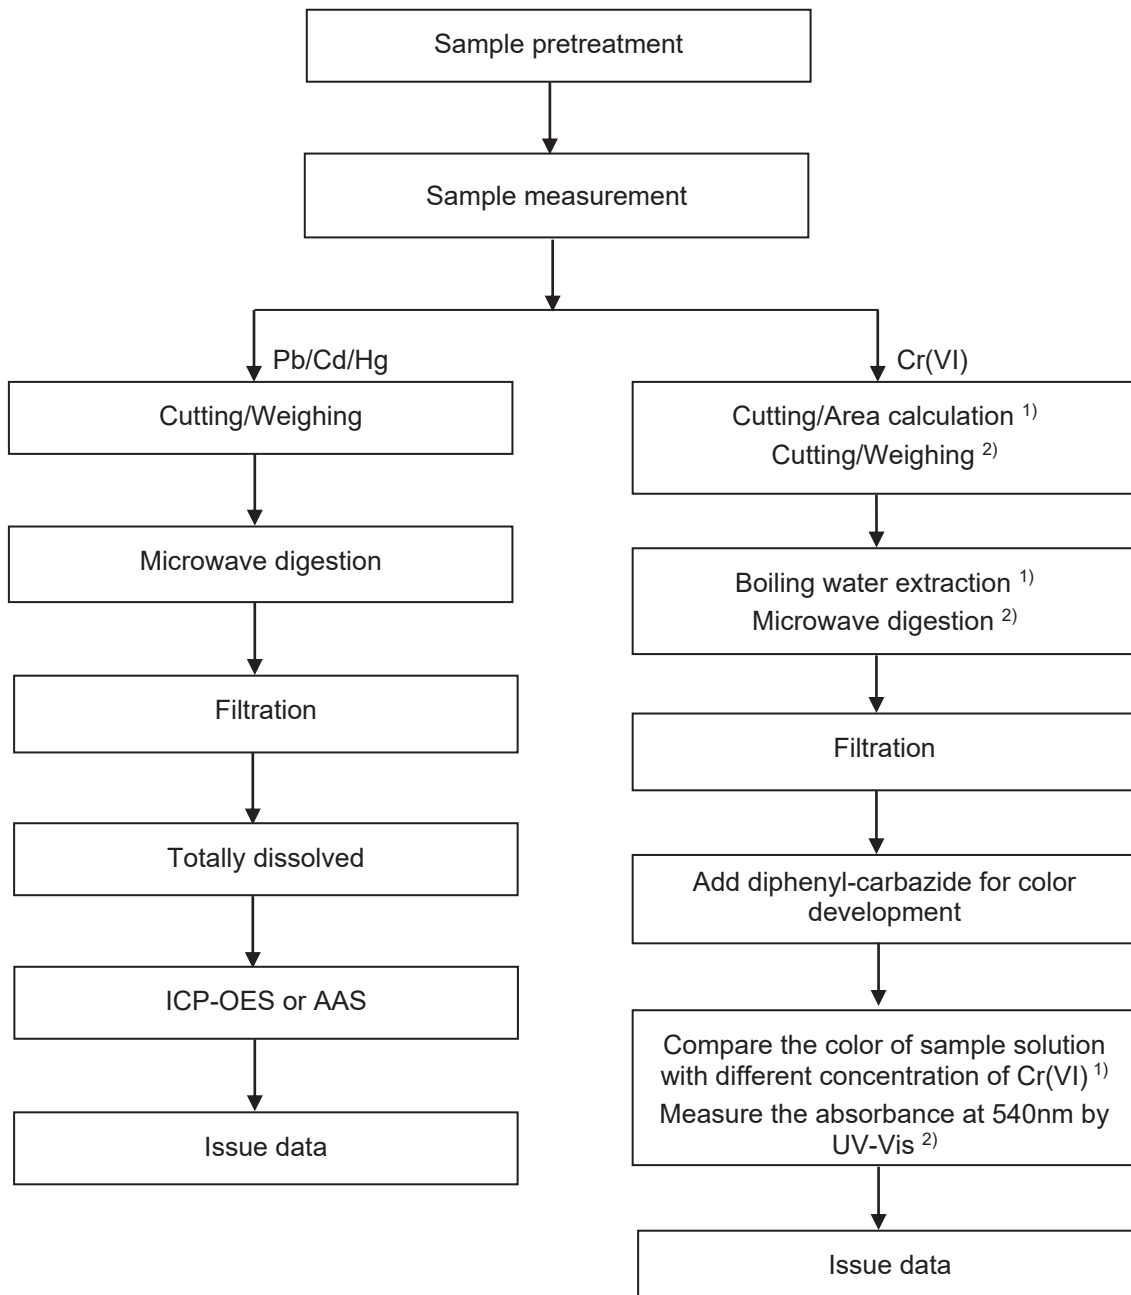 Sample pretreatment
Sample measurement
Pb/Cd/Hg
Cutting/Weighing
Microwave digestion
Filtration
Totally dissolved
ICP-OES or AAS
Issue data
Cr(VI)
Cutting/Area calculation 1)
Cutting/Weighing 2)
Boiling water extraction 1)
Microwave digestion 2)
Filtration
Add diphenyl-carbazide for color
development
Compare the color of sample solution
with different concentration of Cr(VI) 1)
Measure the absorbance at 540nm by
UV-Vis 2)
Issue data